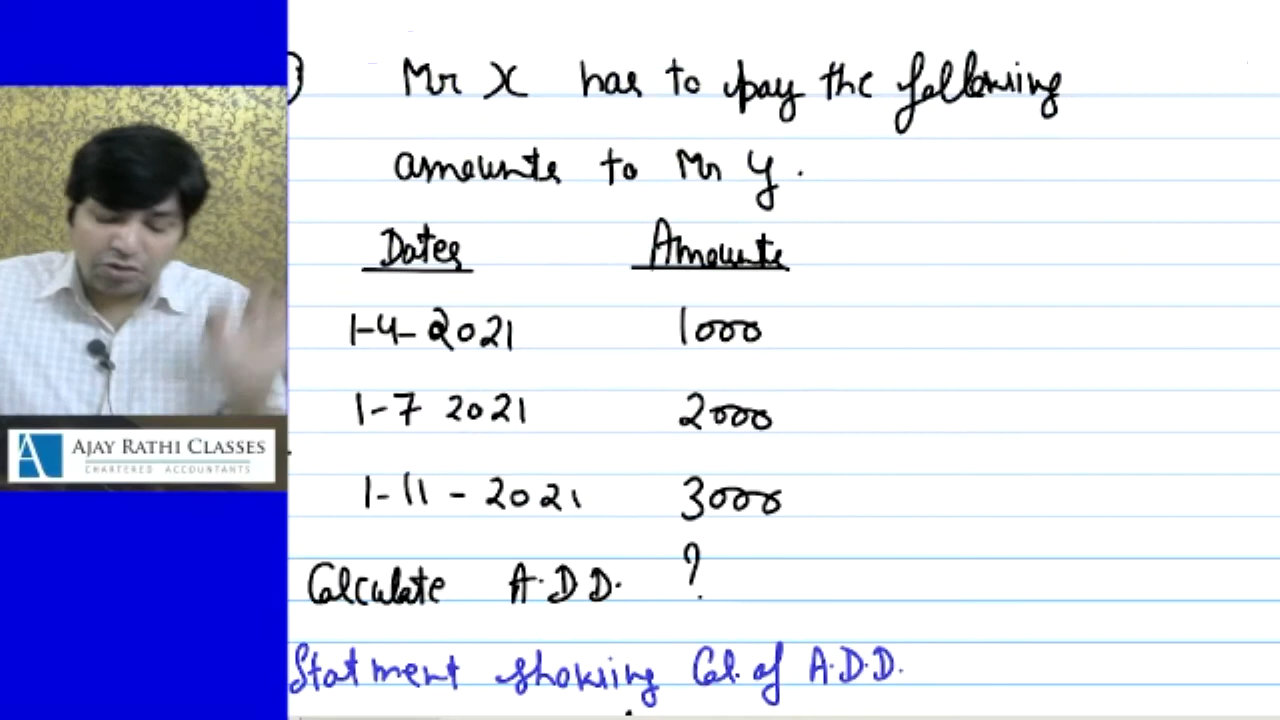 ) Mr X has to pay the following
amounts to Mr Y.
Dates Amounts
1-4-2021 1000
1-7 2021 2000
1-11-2021 3000
Calculate A.D.D. ?
Statment showing Cal. of A.D.D.
AJAY RATHI CLASSES
CHARTERED ACCOUNTANTS